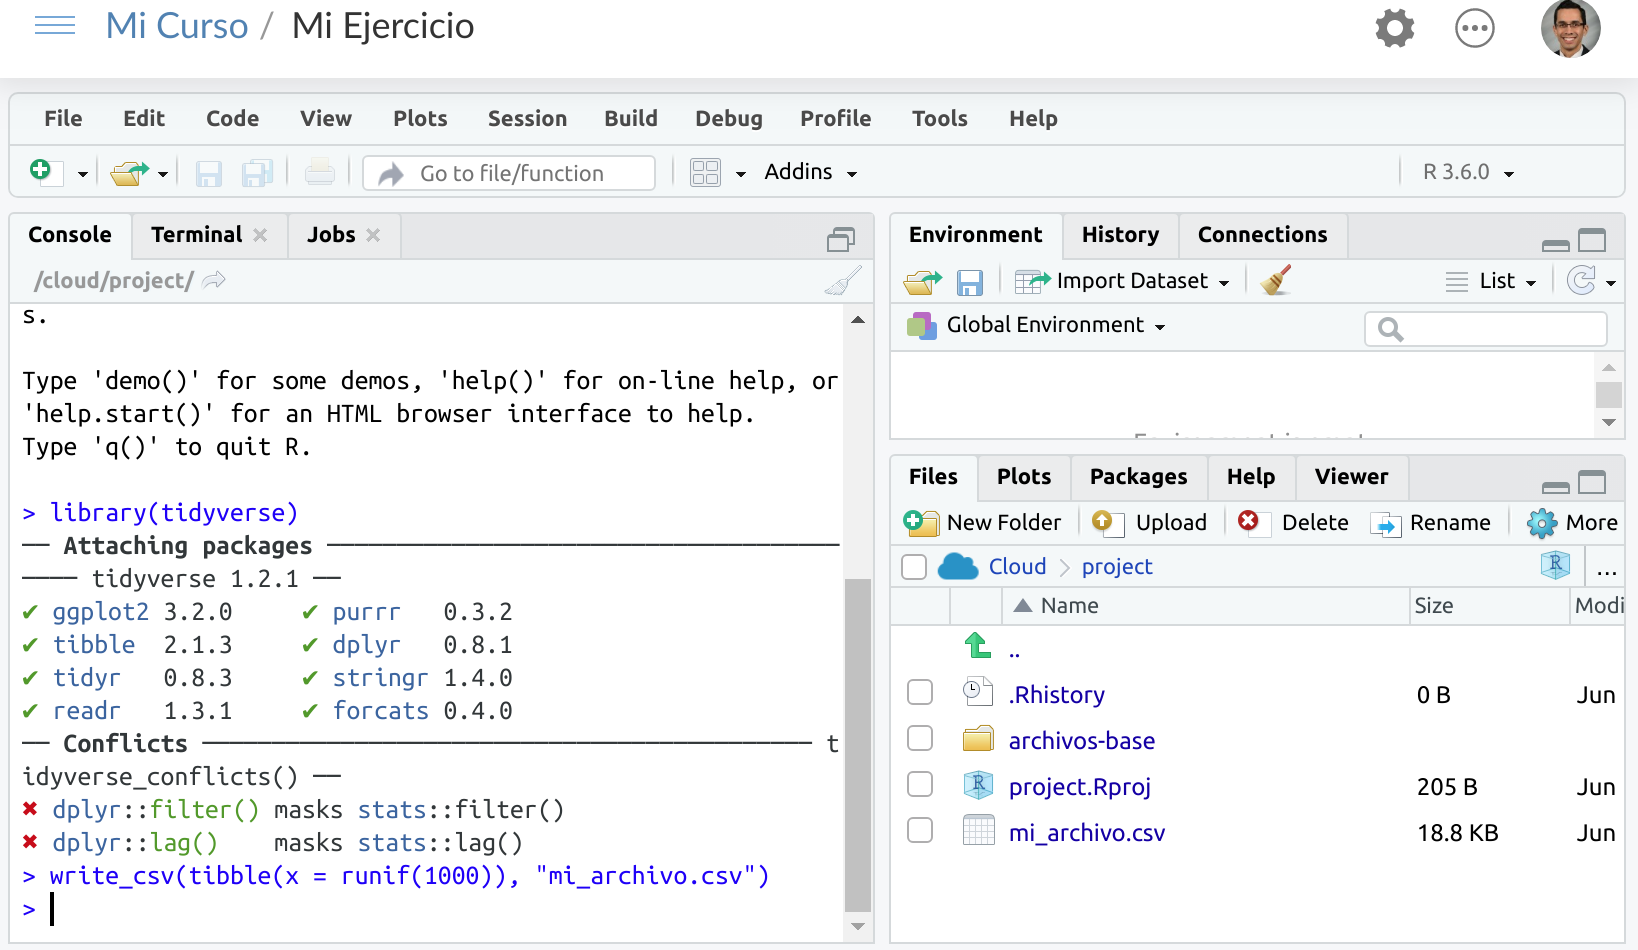 Mi Curso / Mi Ejercicio
File Edit Code View Plots Session Build Debug Profile Tools Help
Go to file/function Addins R 3.6.0
Console Terminal Jobs
/cloud/project/
s.
Type 'demo()' for some demos, 'help()' for on-line help, or
'help.start()' for an HTML browser interface to help.
Type 'q()' to quit R.
> library(tidyverse)
── Attaching packages ─────────────────────────────────────
──── tidyverse 1.2.1 ──
✔ ggplot2 3.2.0 ✔ purrr 0.3.2
✔ tibble 2.1.3 ✔ dplyr 0.8.1
✔ tidyr 0.8.3 ✔ stringr 1.4.0
✔ readr 1.3.1 ✔ forcats 0.4.0
── Conflicts ──────────────────────────────────────────── t
idyverse_conflicts() ──
✖ dplyr::filter() masks stats::filter()
✖ dplyr::lag() masks stats::lag()
> write_csv(tibble(x = runif(1000)), "mi_archivo.csv")
>
Environment History Connections
Import Dataset List
Global Environment
Files Plots Packages Help Viewer
New Folder Upload Delete Rename More
Cloud project ...
Name Size Modi
..
.Rhistory 0 B Jun
archivos-base
project.Rproj 205 B Jun
mi_archivo.csv 18.8 KB Jun